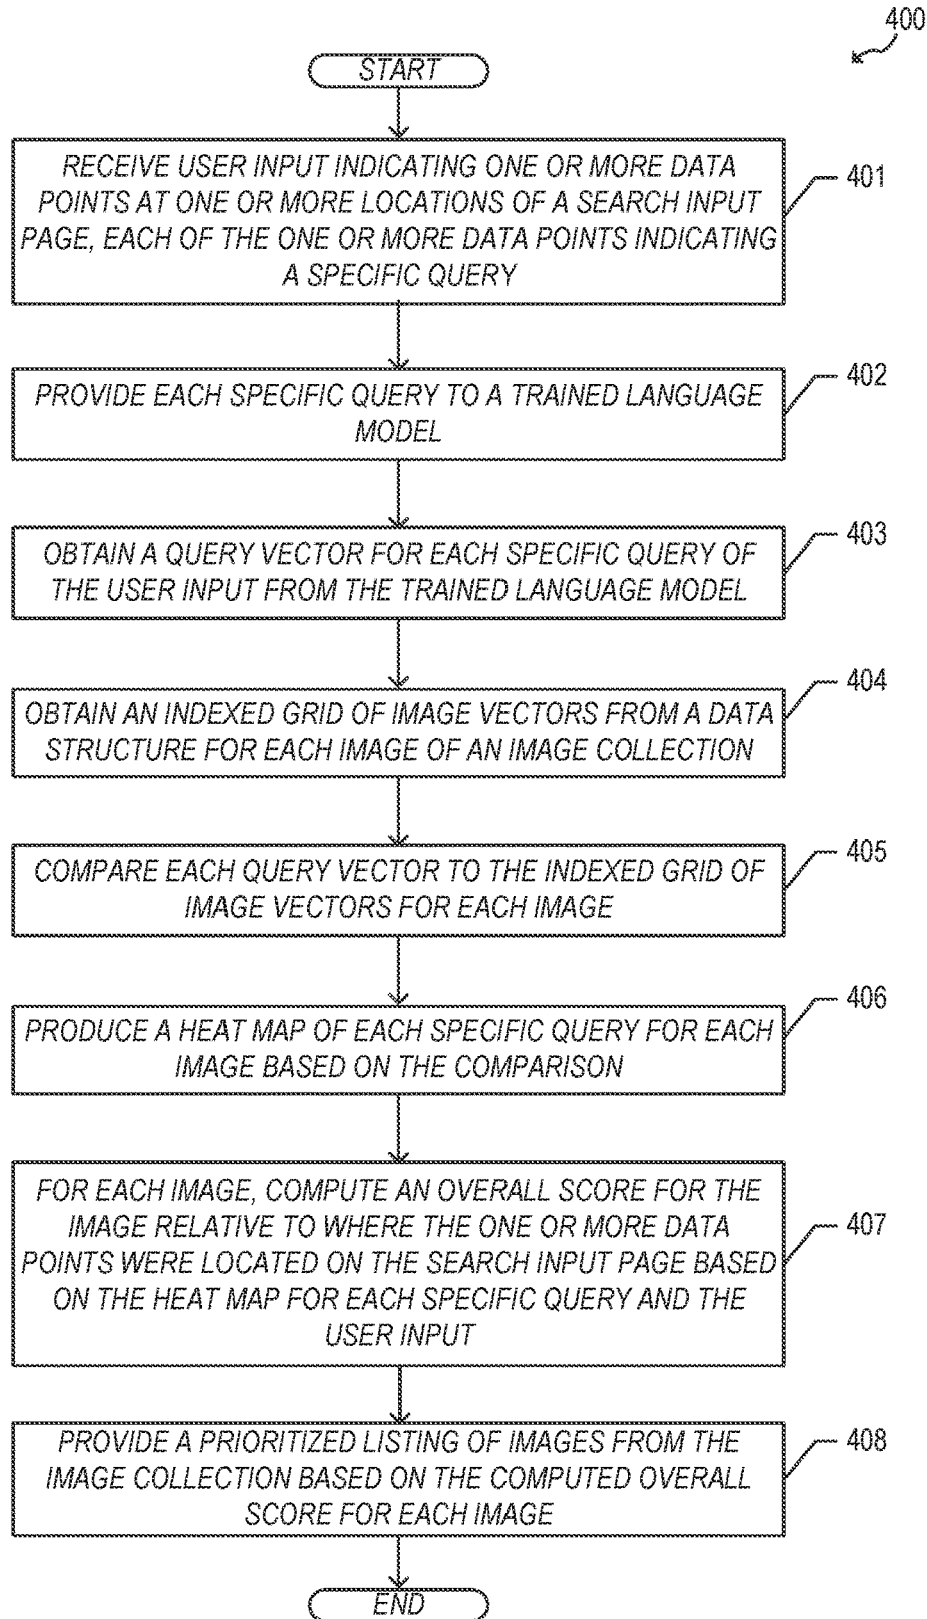 400
START
RECEIVE USER INPUT INDICATING ONE OR MORE DATA
POINTS AT ONE OR MORE LOCATIONS OF A SEARCH INPUT
PAGE, EACH OF THE ONE OR MORE DATA POINTS INDICATING
A SPECIFIC QUERY
401
PROVIDE EACH SPECIFIC QUERY TO A TRAINED LANGUAGE
MODEL
402
OBTAIN A QUERY VECTOR FOR EACH SPECIFIC QUERY OF
THE USER INPUT FROM THE TRAINED LANGUAGE MODEL
403
OBTAIN AN INDEXED GRID OF IMAGE VECTORS FROM A DATA
STRUCTURE FOR EACH IMAGE OF AN IMAGE COLLECTION
404
COMPARE EACH QUERY VECTOR TO THE INDEXED GRID OF
IMAGE VECTORS FOR EACH IMAGE
405
PRODUCE A HEAT MAP OF EACH SPECIFIC QUERY FOR EACH
IMAGE BASED ON THE COMPARISON
406
FOR EACH IMAGE, COMPUTE AN OVERALL SCORE FOR THE
IMAGE RELATIVE TO WHERE THE ONE OR MORE DATA
POINTS WERE LOCATED ON THE SEARCH INPUT PAGE BASED
ON THE HEAT MAP FOR EACH SPECIFIC QUERY AND THE
USER INPUT
407
PROVIDE A PRIORITIZED LISTING OF IMAGES FROM THE
IMAGE COLLECTION BASED ON THE COMPUTED OVERALL
SCORE FOR EACH IMAGE
408
END